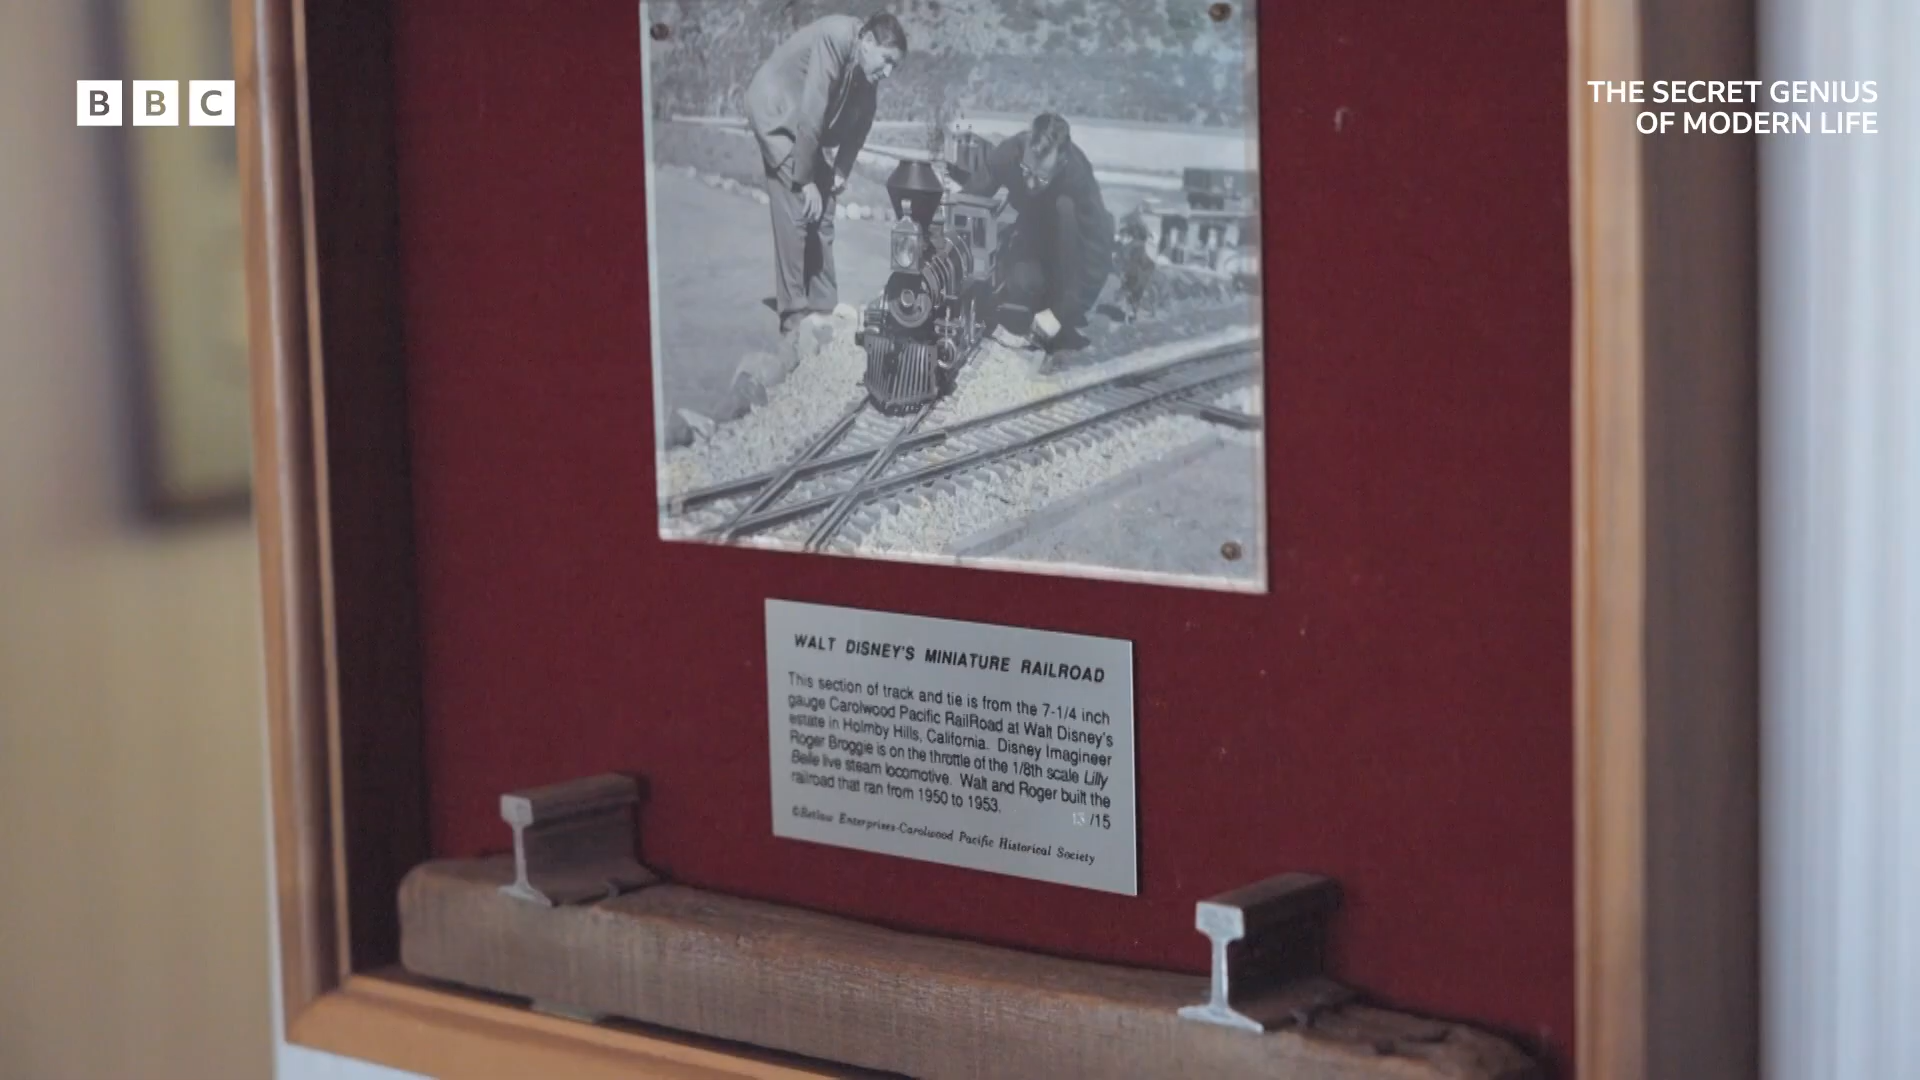 BBC
THE SECRET GENIUS
OF MODERN LIFE
WALT DISNEY'S MINIATURE RAILROAD
This section of track and tie is from the 7-1/4 inch
gauge Carolwood Pacific RailRoad at Walt Disney's
estate in Holmby Hills, California. Disney Imagineer
Roger Broggie is on the throttle of the 1/8th scale Lilly
Belle live steam locomotive. Walt and Roger built the
railroad that ran from 1950 to 1953.
13 /15
©Retlaw Enterprises-Carolwood Pacific Historical Society